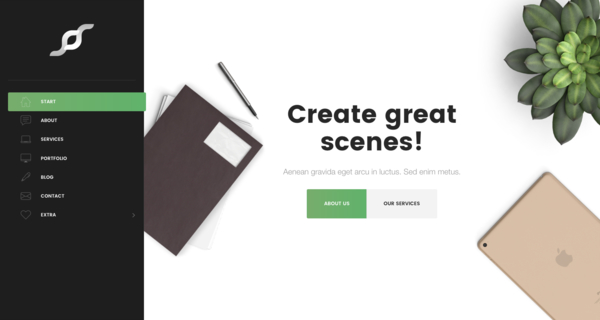 START
ABOUT
SERVICES
PORTFOLIO
BLOG
CONTACT
EXTRA
Create great
scenes!
Aenean gravida eget arcu in luctus. Sed enim metus.
ABOUT US
OUR SERVICES